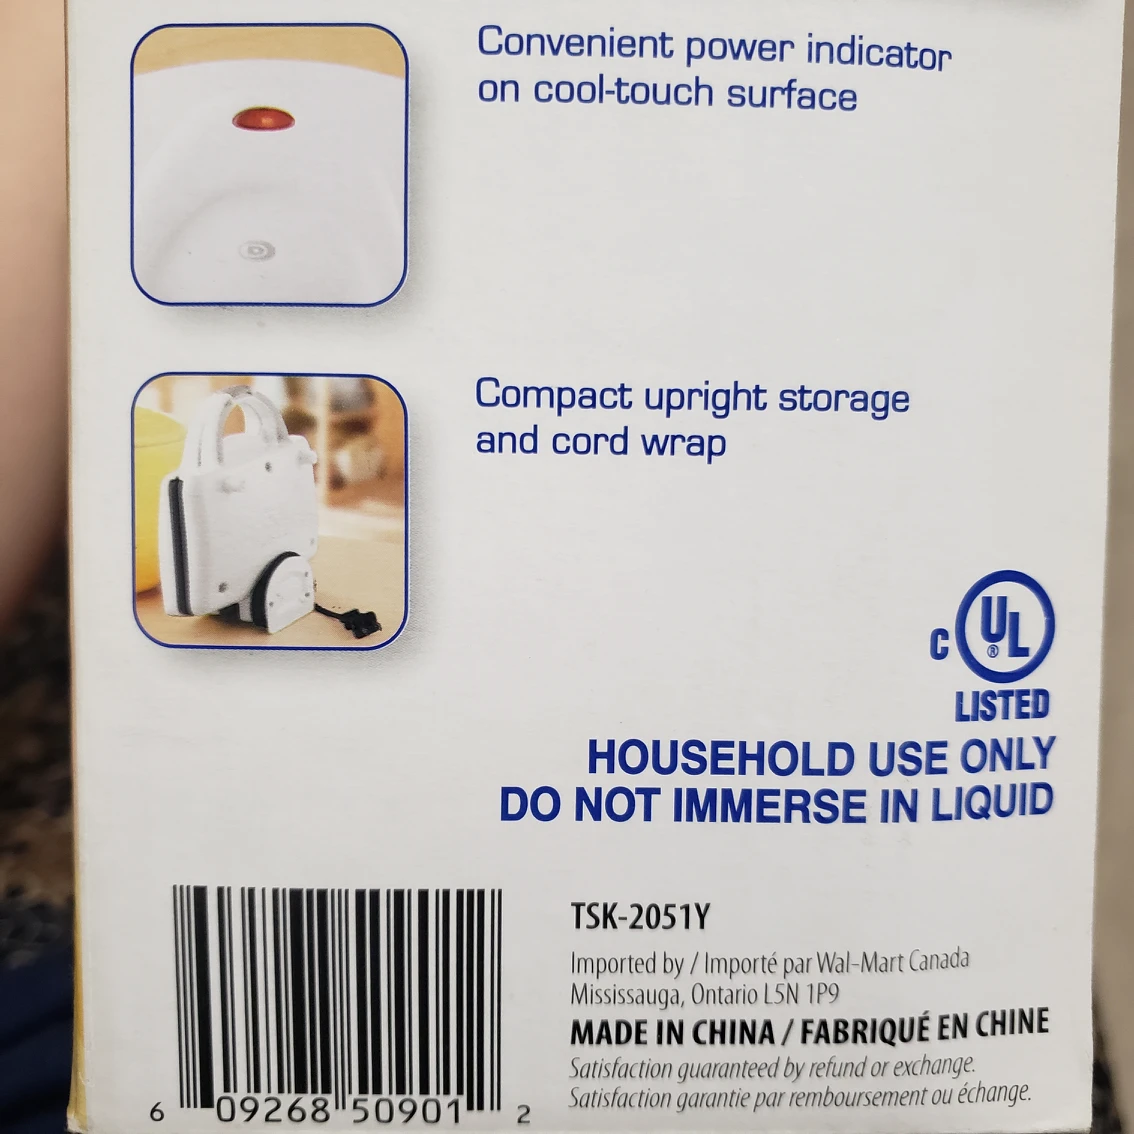 Convenient power indicator
on cool-touch surface
Compact upright storage
and cord wrap
C UL®
LISTED
HOUSEHOLD USE ONLY
DO NOT IMMERSE IN LIQUID
TSK-2051Y
Imported by / Importé par Wal-Mart Canada
Mississauga, Ontario L5N 1P9
MADE IN CHINA / FABRIQUÉ EN CHINE
Satisfaction guaranteed by refund or exchange.
Satisfaction garantie par remboursement ou échange.
6 09268 50901 2